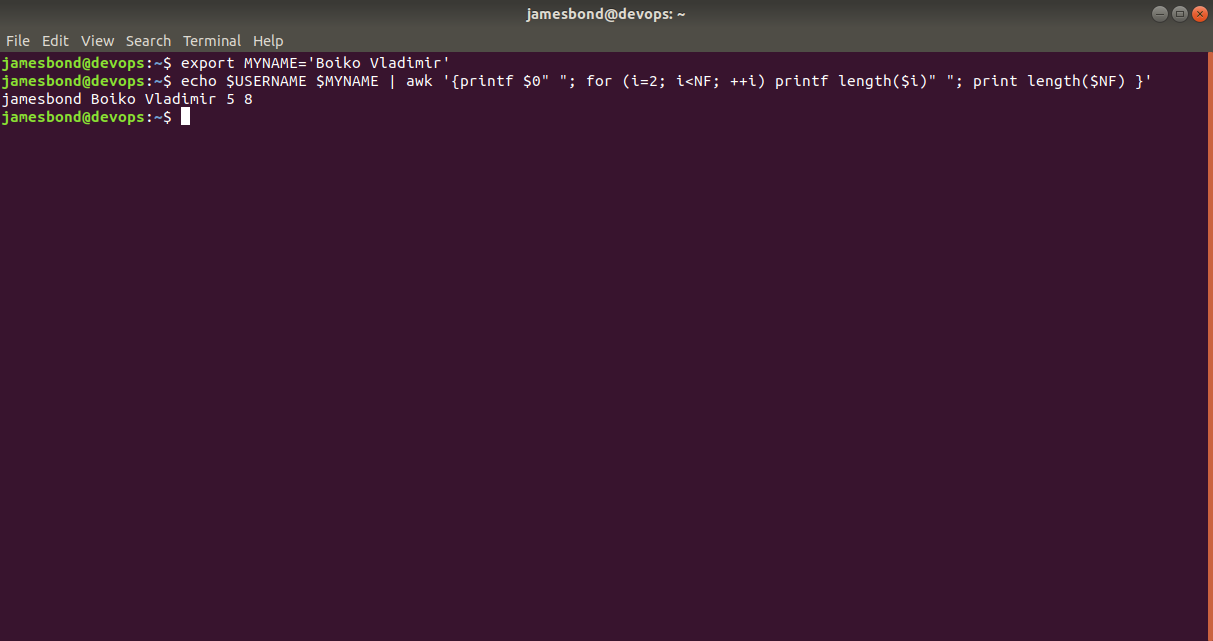 jamesbond@devops: ~
File Edit View Search Terminal Help
jamesbond@devops:~$ export MYNAME='Boiko Vladimir'
jamesbond@devops:~$ echo $USERNAME $MYNAME | awk '{printf $0" "; for (i=2; i<NF; ++i) printf length($i)" "; print length($NF) }'
jamesbond Boiko Vladimir 5 8
jamesbond@devops:~$